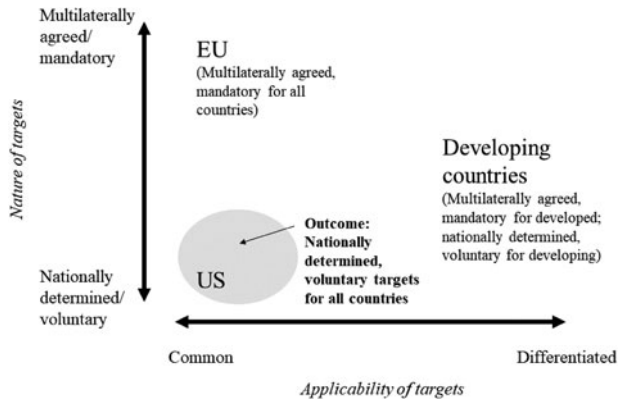 Multilaterally
agreed/
mandatory
Nature of targets
Nationally
determined/
voluntary
EU
(Multilaterally agreed,
mandatory for all
countries)
Developing
countries
(Multilaterally agreed,
mandatory for developed;
nationally determined,
voluntary for developing)
Outcome:
Nationally
determined,
voluntary targets
for all countries
US
Common
Differentiated
Applicability of targets